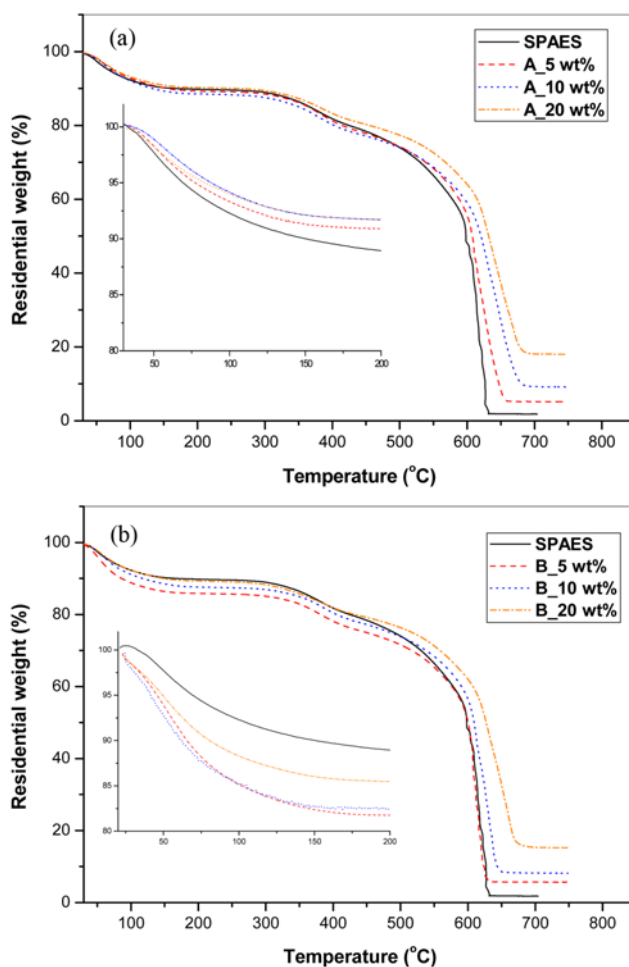 (a)
SPAES
A_5 wt%
A_10 wt%
A_20 wt%
Residential weight (%)
100
80
60
40
20
0
100
95
90
85
80
50 100 150 200
100 200 300 400 500 600 700 800
Temperature (°C)
(b)
SPAES
B_5 wt%
B_10 wt%
B_20 wt%
Residential weight (%)
100
80
60
40
20
0
100
95
90
85
80
50 100 150 200
100 200 300 400 500 600 700 800
Temperature (°C)